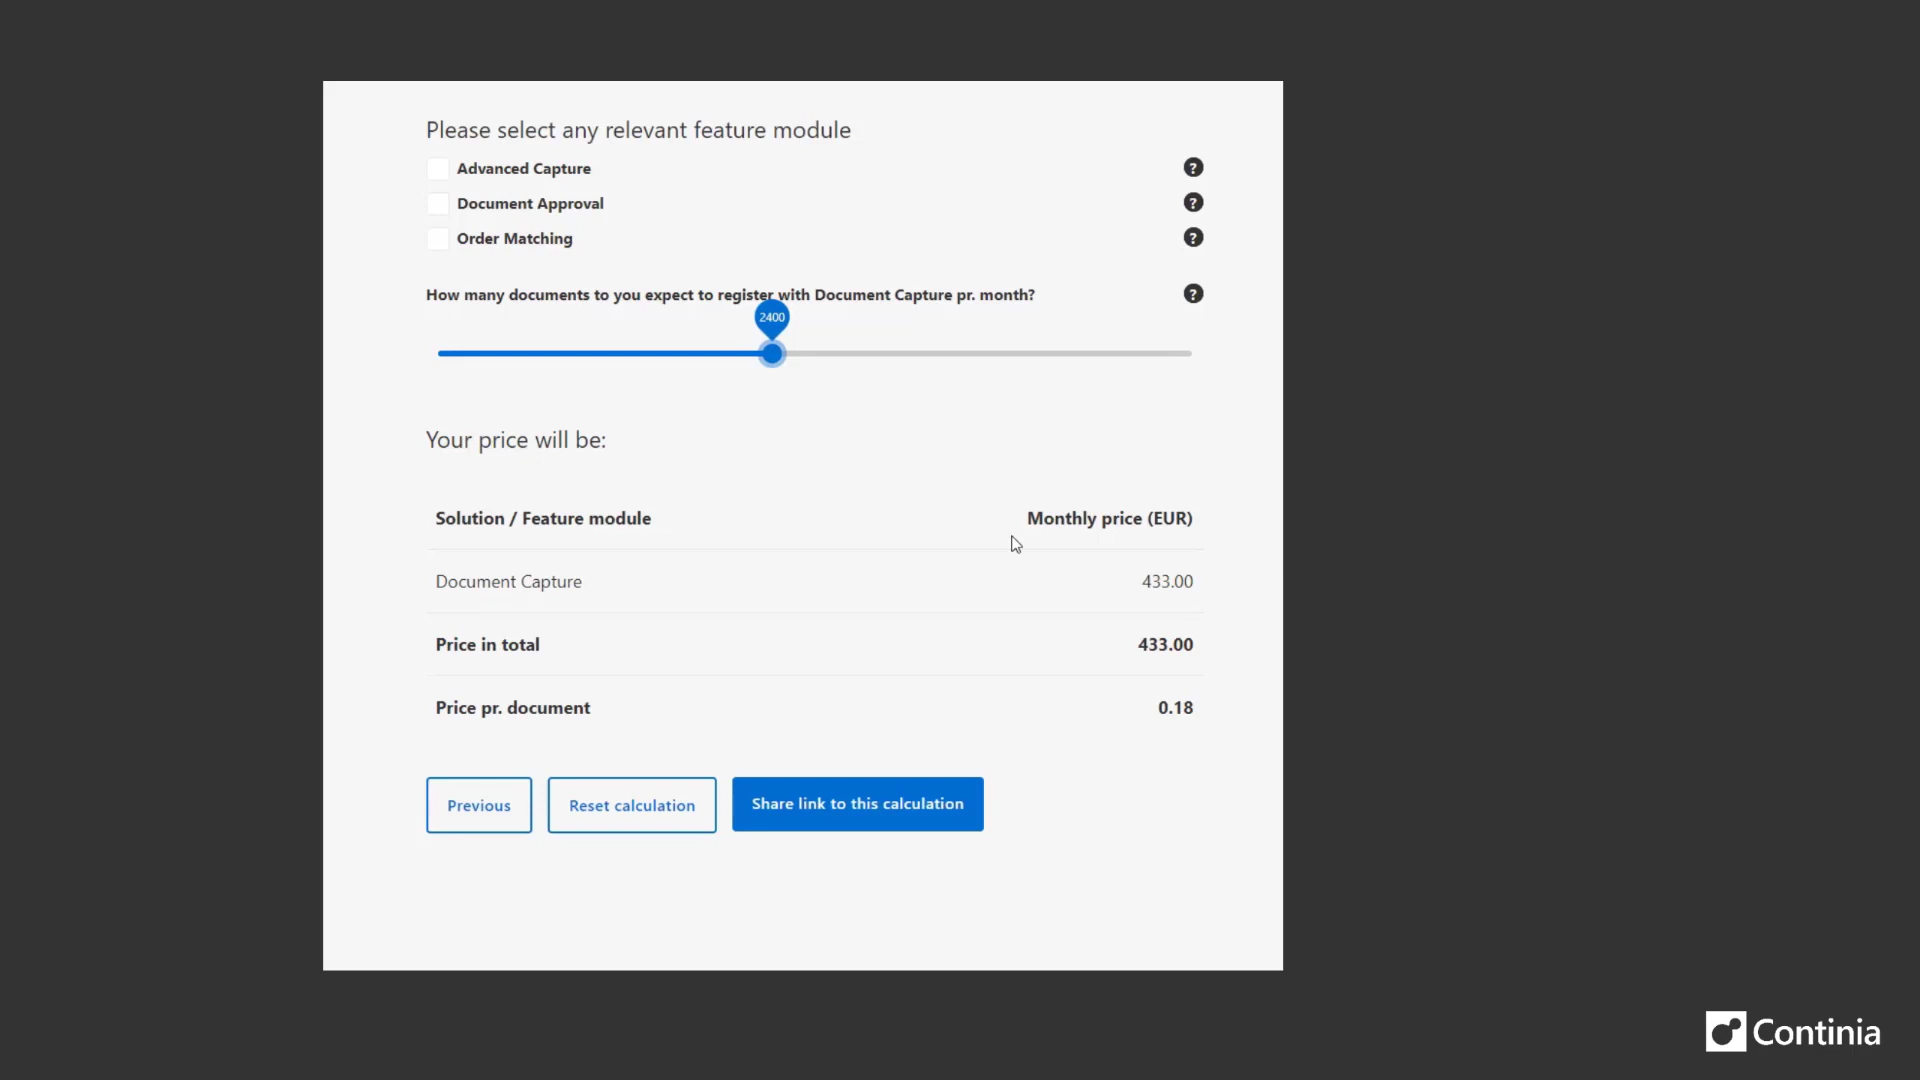 Please select any relevant feature module
Advanced Capture ?
Document Approval ?
Order Matching ?
How many documents to you expect to register with Document Capture pr. month? ?
2400
Your price will be:
Solution / Feature module Monthly price (EUR)
Document Capture 433.00
Price in total 433.00
Price pr. document 0.18
Previous Reset calculation Share link to this calculation
Continia